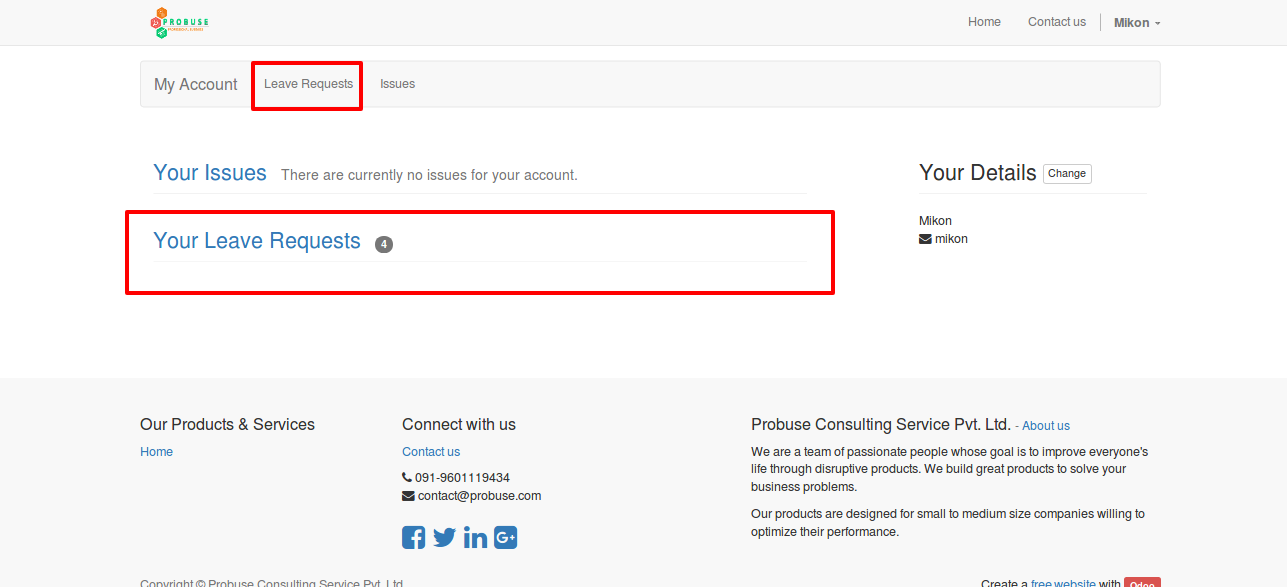 PROBUSE
Home Contact us Mikon
My Account Leave Requests Issues
Your Issues There are currently no issues for your account.
Your Details Change
Your Leave Requests 4
Mikon
mikon
Our Products & Services
Home
Connect with us
Contact us
091-9601119434
contact@probuse.com
G+
Probuse Consulting Service Pvt. Ltd. - About us
We are a team of passionate people whose goal is to improve everyone's
life through disruptive products. We build great products to solve your
business problems.
Our products are designed for small to medium size companies willing to
optimize their performance.
Copyright © Probuse Consulting Service Pvt. Ltd.
Create a free website with Odoo